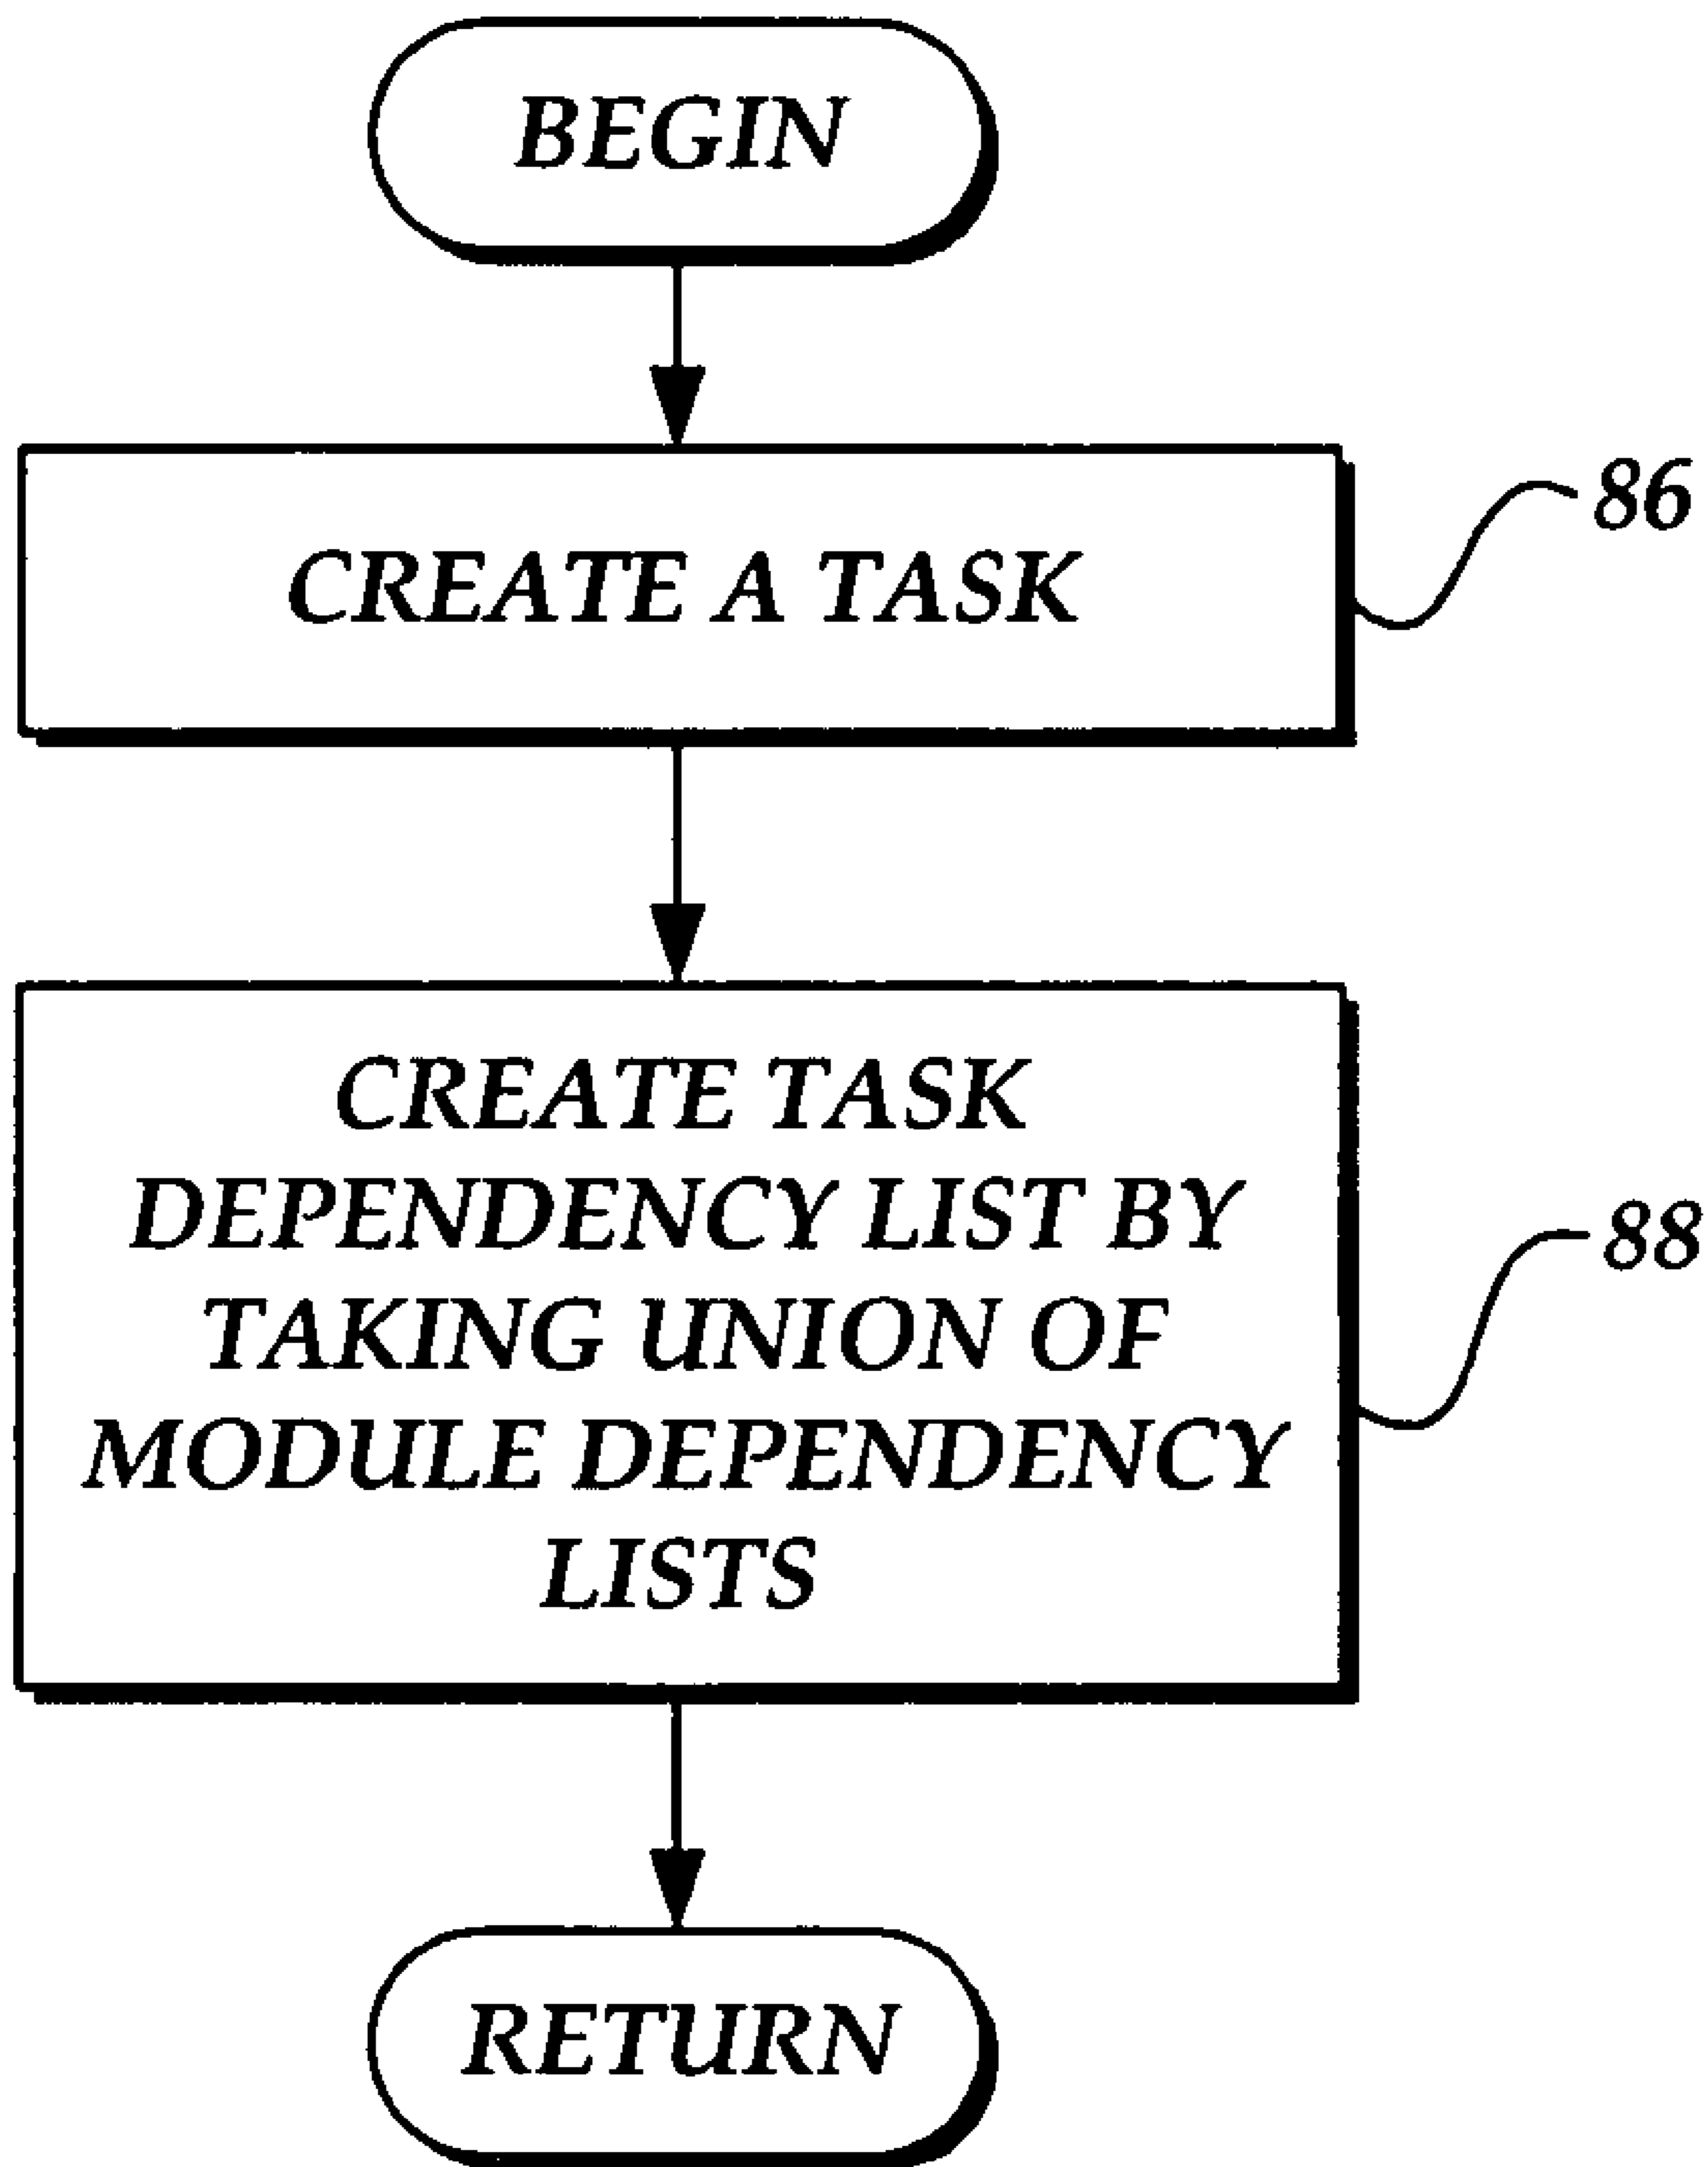 BEGIN
CREATE A TASK
86
CREATE TASK
DEPENDENCY LIST BY
TAKING UNION OF
MODULE DEPENDENCY
LISTS
88
RETURN